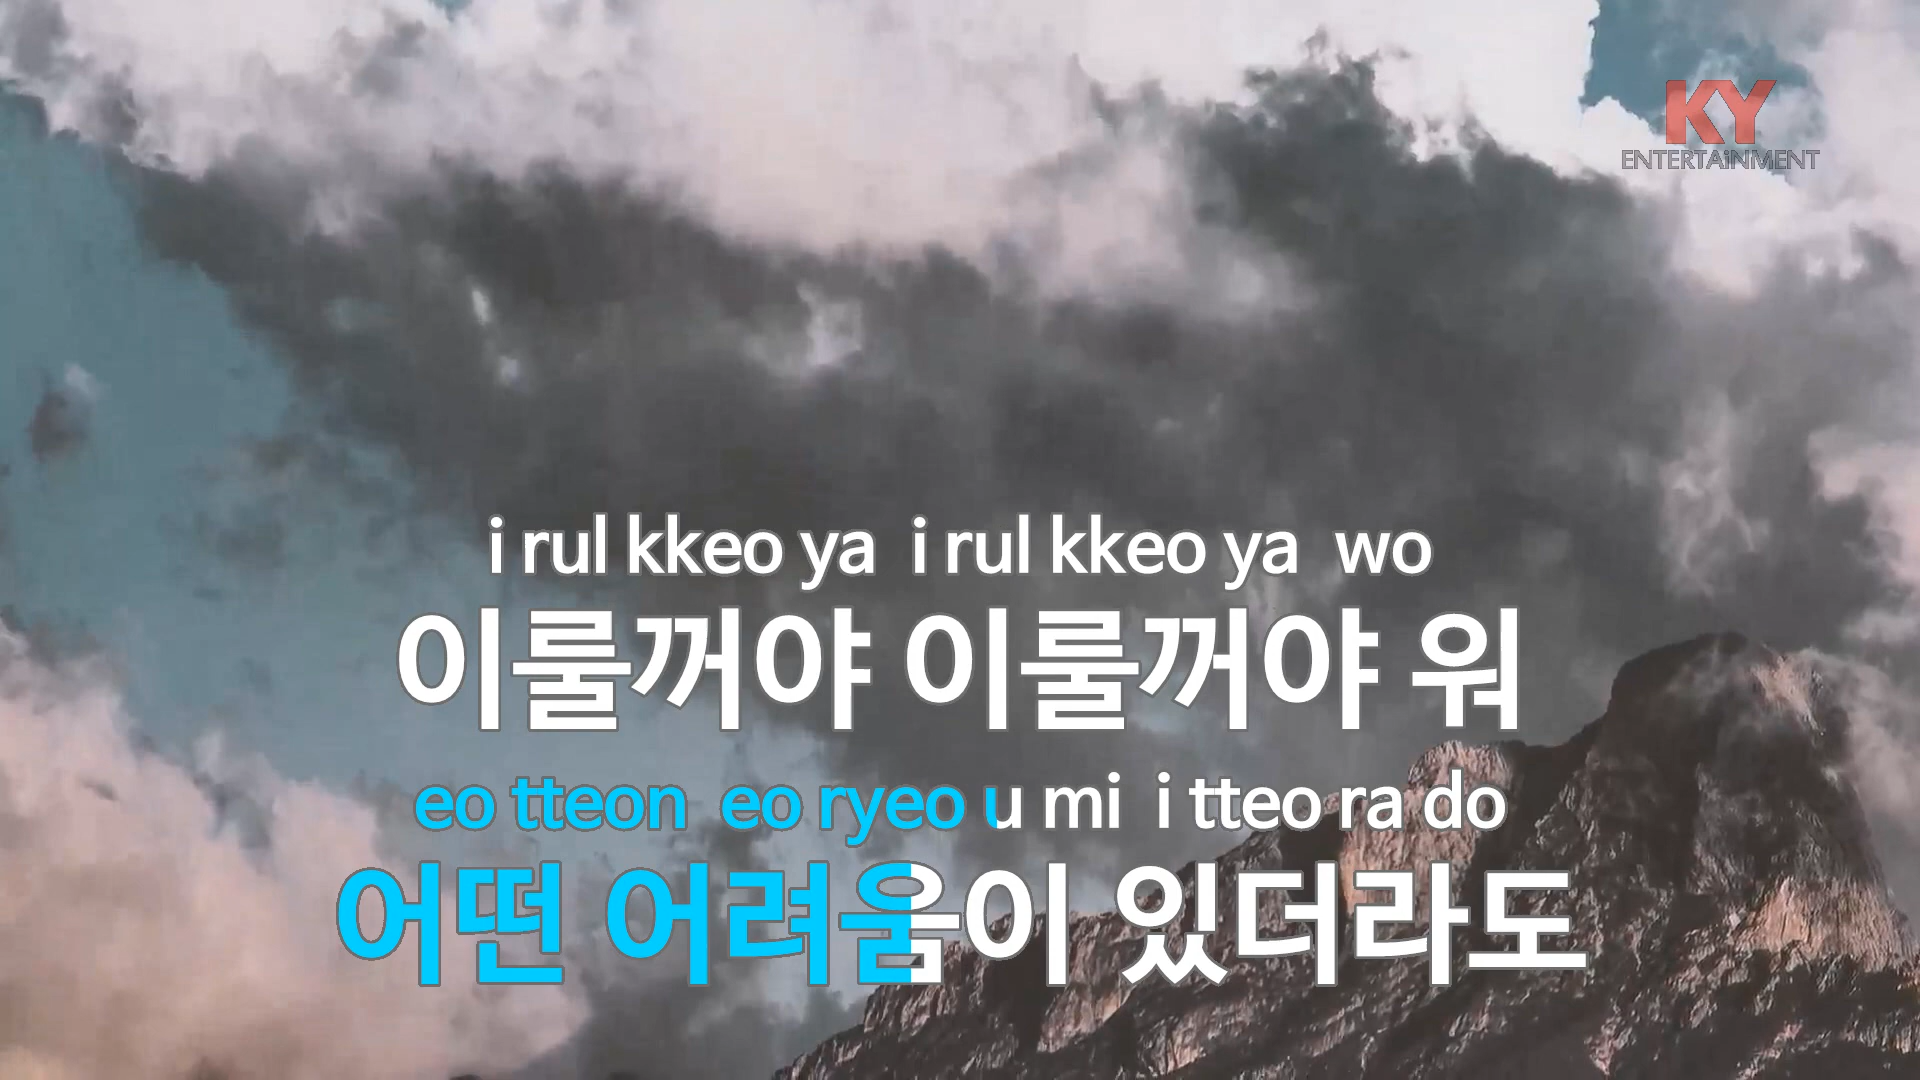 KY
ENTERTAiNMENT
i rul kkeo ya i rul kkeo ya wo
이룰꺼야 이룰꺼야 워
eo tteon eo ryeo u mi i tteo ra do
어떤 어려움이 있더라도